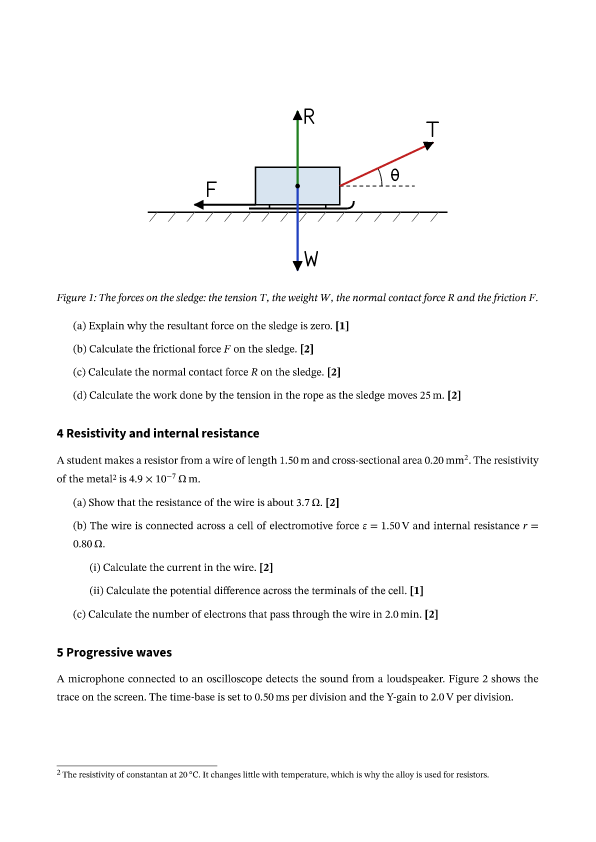 R
T
θ
F
W
Figure 1: The forces on the sledge: the tension T, the weight W, the normal contact force R and the friction F.
(a) Explain why the resultant force on the sledge is zero. [1]
(b) Calculate the frictional force F on the sledge. [2]
(c) Calculate the normal contact force R on the sledge. [2]
(d) Calculate the work done by the tension in the rope as the sledge moves 25 m. [2]
4 Resistivity and internal resistance
A student makes a resistor from a wire of length 1.50 m and cross-sectional area 0.20 mm². The resistivity
of the metal² is 4.9 × 10⁻⁷ Ω m.
(a) Show that the resistance of the wire is about 3.7 Ω. [2]
(b) The wire is connected across a cell of electromotive force ε = 1.50 V and internal resistance r =
0.80 Ω.
(i) Calculate the current in the wire. [2]
(ii) Calculate the potential difference across the terminals of the cell. [1]
(c) Calculate the number of electrons that pass through the wire in 2.0 min. [2]
5 Progressive waves
A microphone connected to an oscilloscope detects the sound from a loudspeaker. Figure 2 shows the
trace on the screen. The time-base is set to 0.50 ms per division and the Y-gain to 2.0 V per division.
² The resistivity of constantan at 20 °C. It changes little with temperature, which is why the alloy is used for resistors.